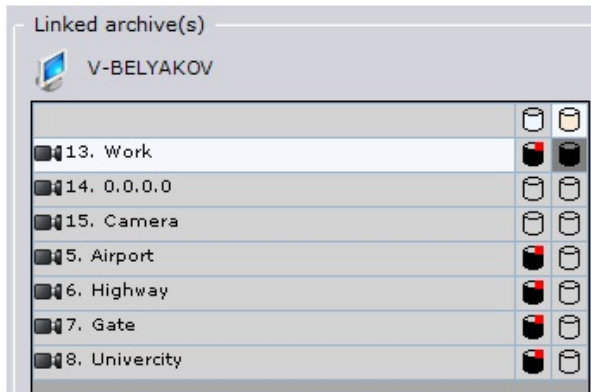 Linked archive(s)
V-BELYAKOV
13. Work
14. 0.0.0.0
15. Camera
5. Airport
6. Highway
7. Gate
8. Univercity